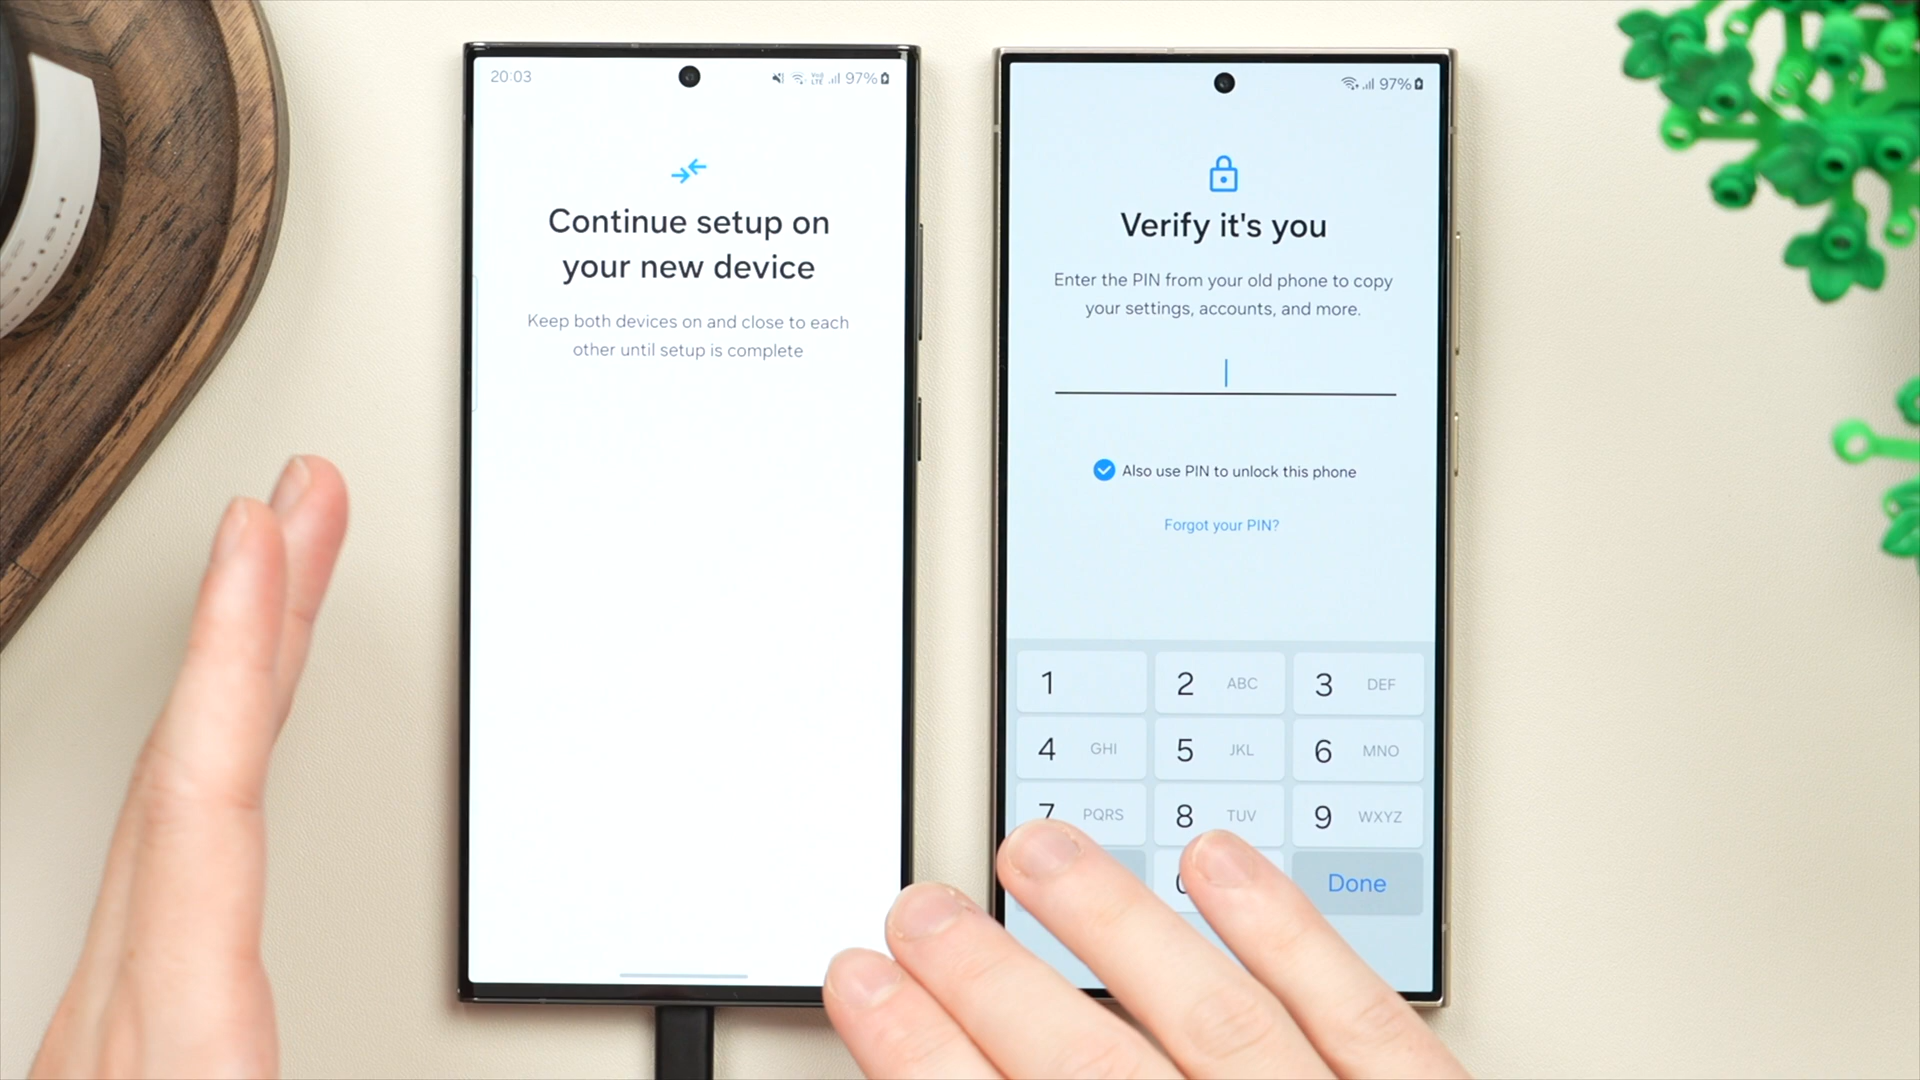 20:03
97%
Continue setup on
your new device
Keep both devices on and close to each
other until setup is complete
97%
Verify it's you
Enter the PIN from your old phone to copy
your settings, accounts, and more.
Also use PIN to unlock this phone
Forgot your PIN?
1
2 ABC
3 DEF
4 GHI
5 JKL
6 MNO
7 PQRS
8 TUV
9 WXYZ
Done